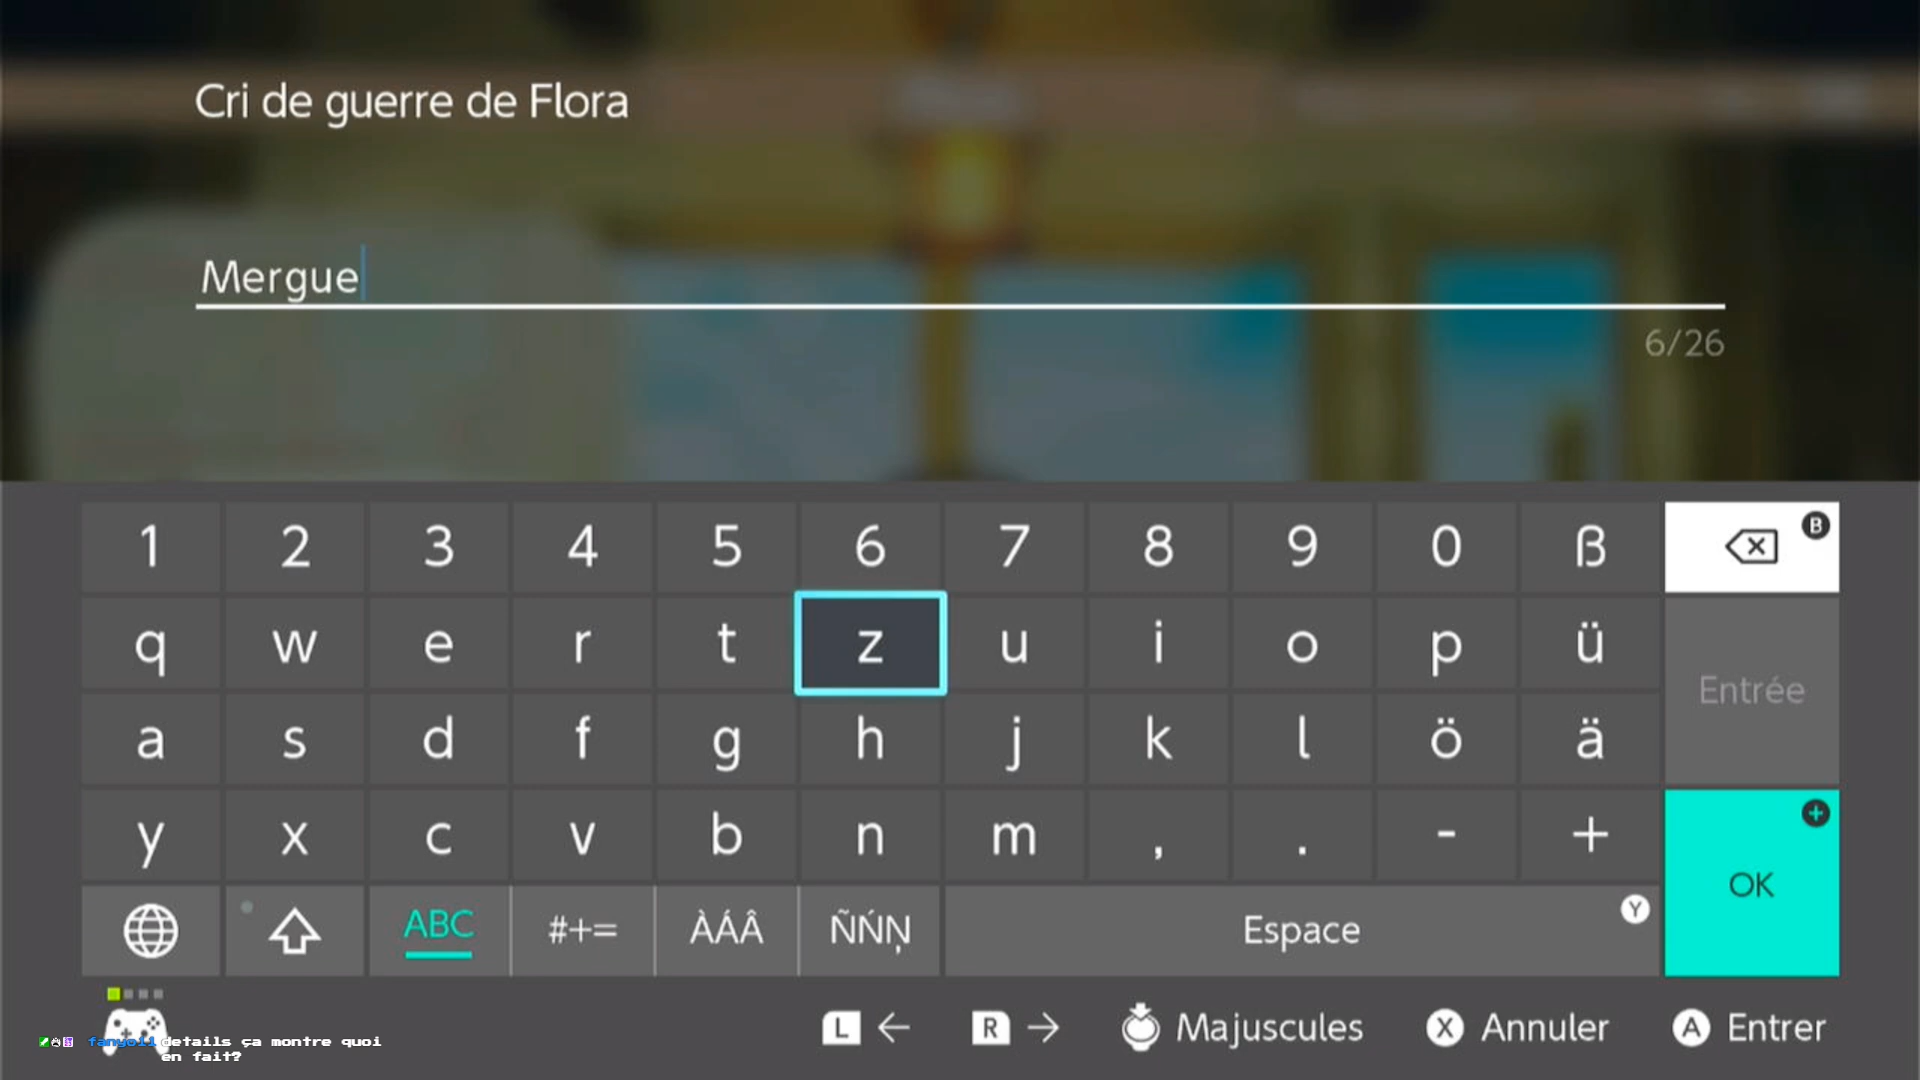 Cri de guerre de Flora
Mergue
6/26
1 2 3 4 5 6 7 8 9 0 ß B
q w e r t z u i o p ü
Entrée
a s d f g h j k l ö ä
y x c v b n m , . - +
OK
ABC #+= ÀÁÂ ÑŃŅ Espace Y
L ← R → Majuscules X Annuler A Entrer
fanyoll details ça montre quoi
en fait?